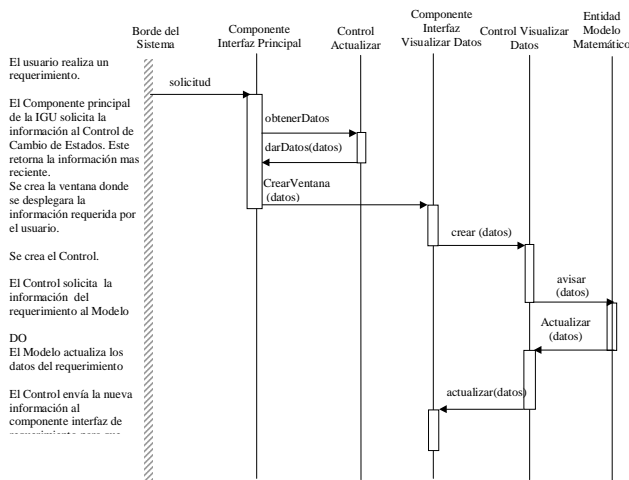 Borde del
Sistema
Componente
Interfaz Principal
Control
Actualizar
Componente
Interfaz
Visualizar Datos
Control Visualizar
Datos
Entidad
Modelo
Matemático
El usuario realiza un
requerimiento.
El Componente principal
de la IGU solicita la
información al Control de
Cambio de Estados. Este
retorna la información mas
reciente.
Se crea la ventana donde
se desplegara la
información requerida por
el usuario.
Se crea el Control.
El Control solicita la
información del
requerimiento al Modelo
DO
El Modelo actualiza los
datos del requerimiento
El Control envía la nueva
información al
componente interfaz de
solicitud
obtenerDatos
darDatos(datos)
CrearVentana
(datos)
crear (datos)
avisar
(datos)
Actualizar
(datos)
actualizar(datos)